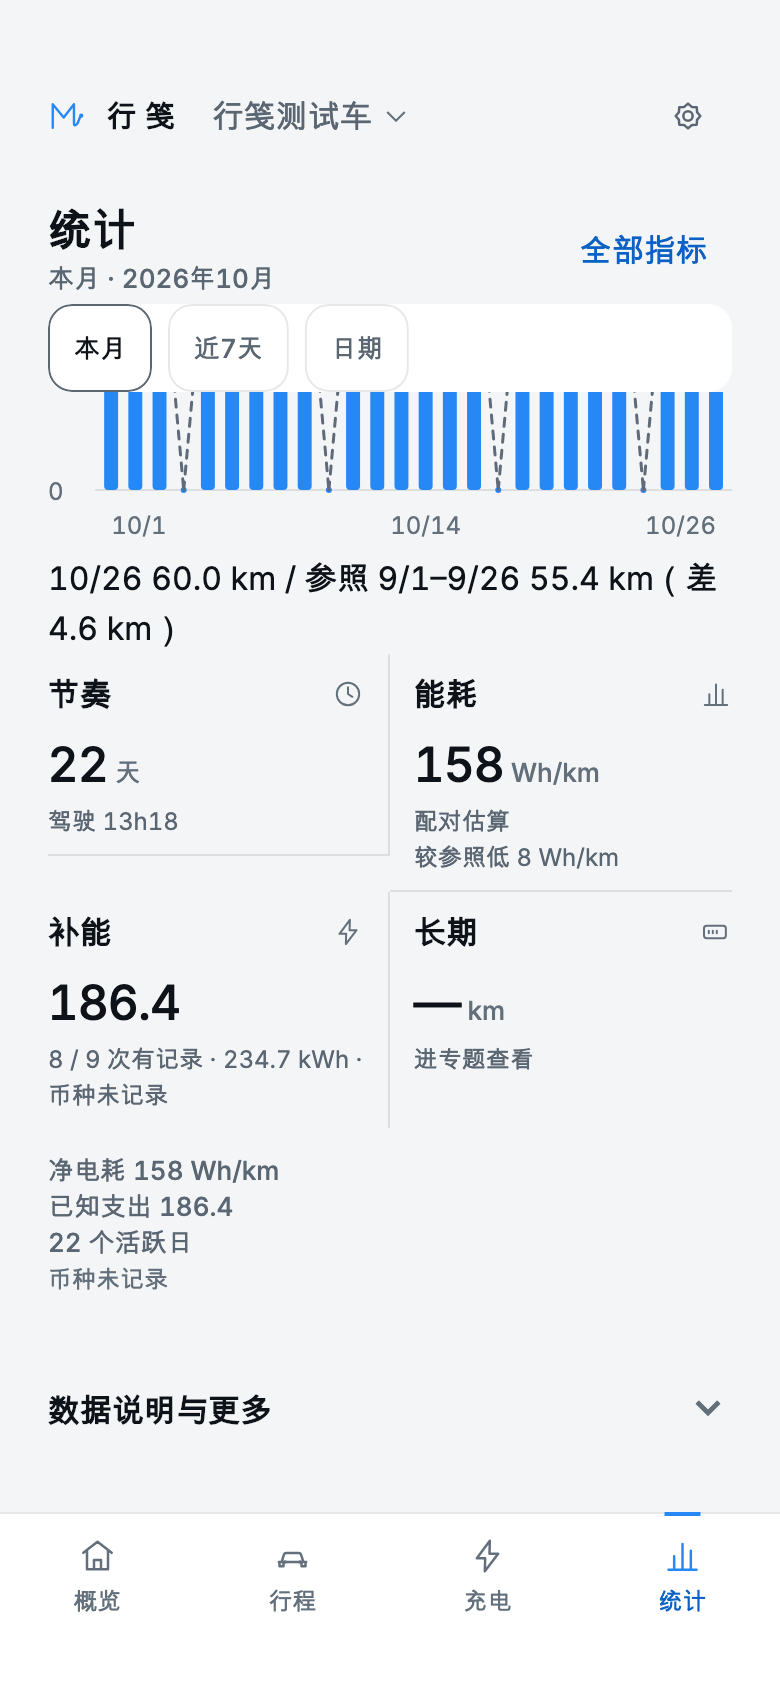 行笺 行笺测试车
统计
全部指标
本月 · 2026年10月
本月 近7天 日期
0
10/1 10/14 10/26
10/26 60.0 km / 参照 9/1–9/26 55.4 km ( 差
4.6 km )
节奏
22 天
驾驶 13h18
能耗
158 Wh/km
配对估算
较参照低 8 Wh/km
补能
186.4
8 / 9 次有记录 · 234.7 kWh ·
币种未记录
长期
— km
进专题查看
净电耗 158 Wh/km
已知支出 186.4
22 个活跃日
币种未记录
数据说明与更多
概览 行程 充电 统计